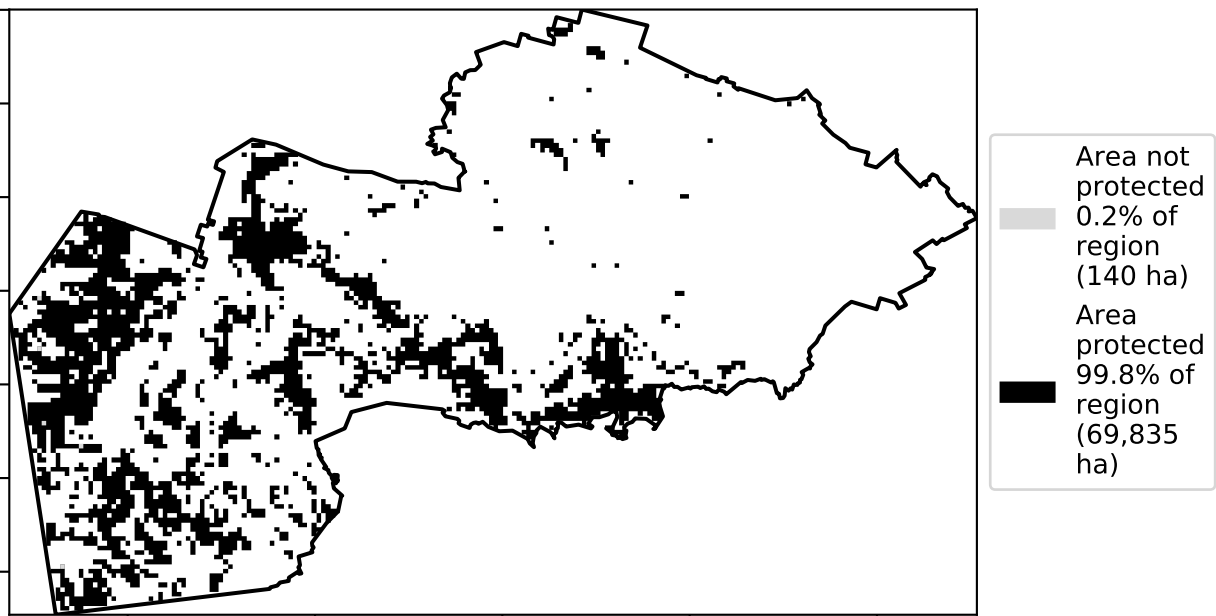 Area not
protected
0.2% of
region
(140 ha)
Area
protected
99.8% of
region
(69,835
ha)